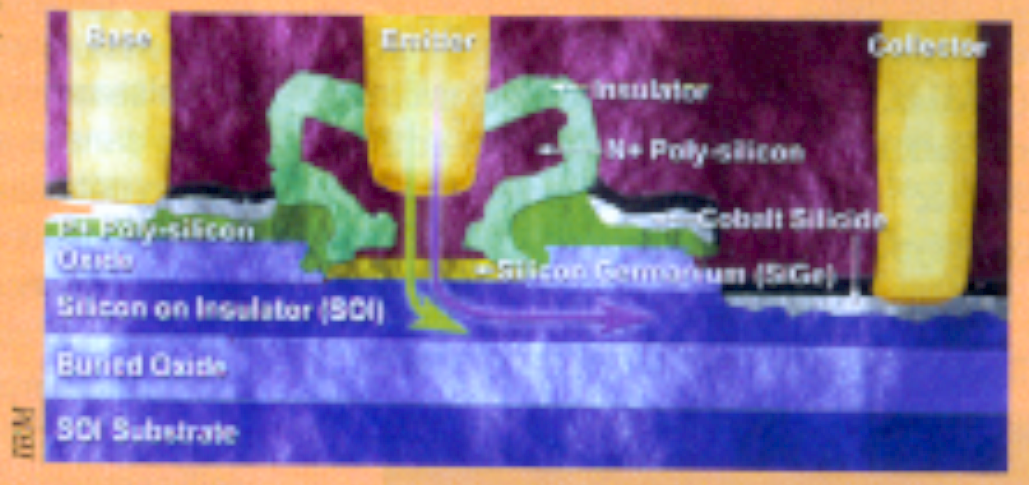 Base
Emitter
Collector
Insulator
N+ Poly-silicon
Cobalt Silicide
P+ Poly-silicon
Oxide
Silicon Germanium (SiGe)
Silicon on Insulator (SOI)
Buried Oxide
SOI Substrate
IBM